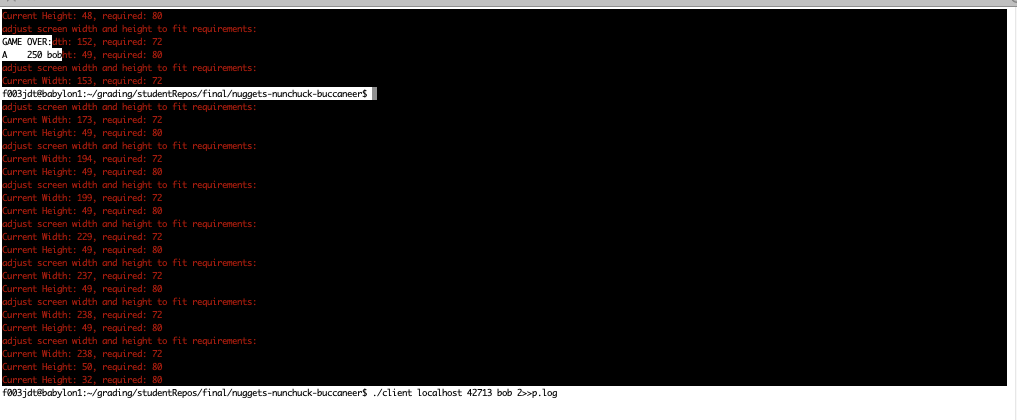 Current Height: 48, required: 80
adjust screen width and height to fit requirements:
GAME OVER:dth: 152, required: 72
A    250 bobht: 49, required: 80
adjust screen width and height to fit requirements:
Current Width: 153, required: 72
f003jdt@babylon1:~/grading/studentRepos/final/nuggets-nunchuck-buccaneer$
adjust screen width and height to fit requirements:
Current Width: 173, required: 72
Current Height: 49, required: 80
adjust screen width and height to fit requirements:
Current Width: 194, required: 72
Current Height: 49, required: 80
adjust screen width and height to fit requirements:
Current Width: 199, required: 72
Current Height: 49, required: 80
adjust screen width and height to fit requirements:
Current Width: 229, required: 72
Current Height: 49, required: 80
adjust screen width and height to fit requirements:
Current Width: 237, required: 72
Current Height: 49, required: 80
adjust screen width and height to fit requirements:
Current Width: 238, required: 72
Current Height: 49, required: 80
adjust screen width and height to fit requirements:
Current Width: 238, required: 72
Current Height: 50, required: 80
Current Height: 32, required: 80
f003jdt@babylon1:~/grading/studentRepos/final/nuggets-nunchuck-buccaneer$ ./client localhost 42713 bob 2>>p.log